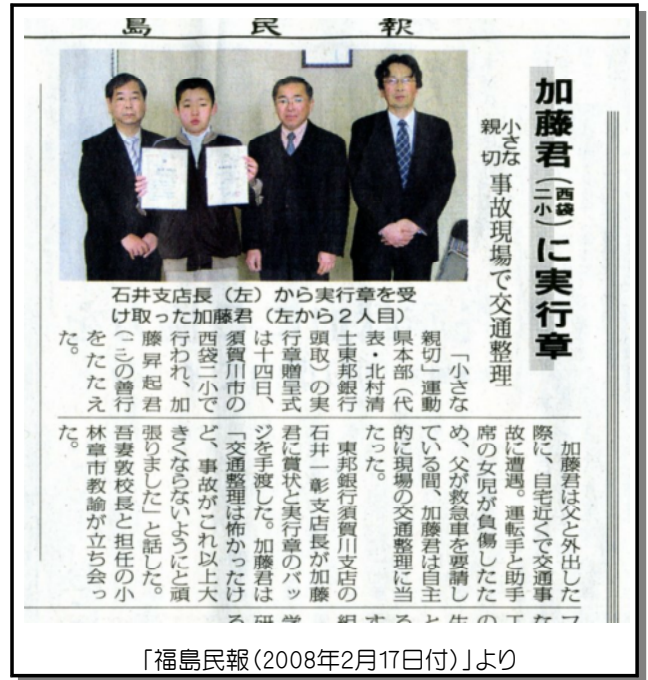 島民報
加藤君（西袋二小）に実行章
小さな親切 事故現場で交通整理
石井支店長（左）から実行章を受
け取った加藤君（左から２人目）
「小さな
親切」運動
県本部（代
表・北村清
士東邦銀行
頭取）の実
行章贈呈式
は十四日、
須賀川市の
西袋二小で
行われ、加
藤昇起君
（一二）の善行
をたたえ
た。
加藤君は父と外出した
際に、自宅近くで交通事
故に遭遇。運転手と助手
席の女児が負傷したた
め、父が救急車を要請し
ている間、加藤君は自主
的に現場の交通整理に当
たった。
東邦銀行須賀川支店の
石井一彰支店長が加藤
君に賞状と実行章のバッ
ジを手渡した。加藤君は
「交通整理は怖かったけ
ど、事故がこれ以上大
きくならないようにと頑
張りました」と話した。
吾妻敦校長と担任の小
林章市教諭が立ち会っ
た。
「福島民報（2008年2月17日付）」より